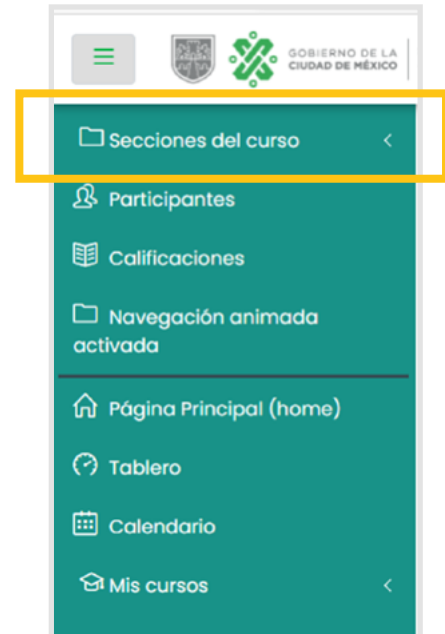 GOBIERNO DE LA
CIUDAD DE MÉXICO
Secciones del curso
Participantes
Calificaciones
Navegación animada
activada
Página Principal (home)
Tablero
Calendario
Mis cursos